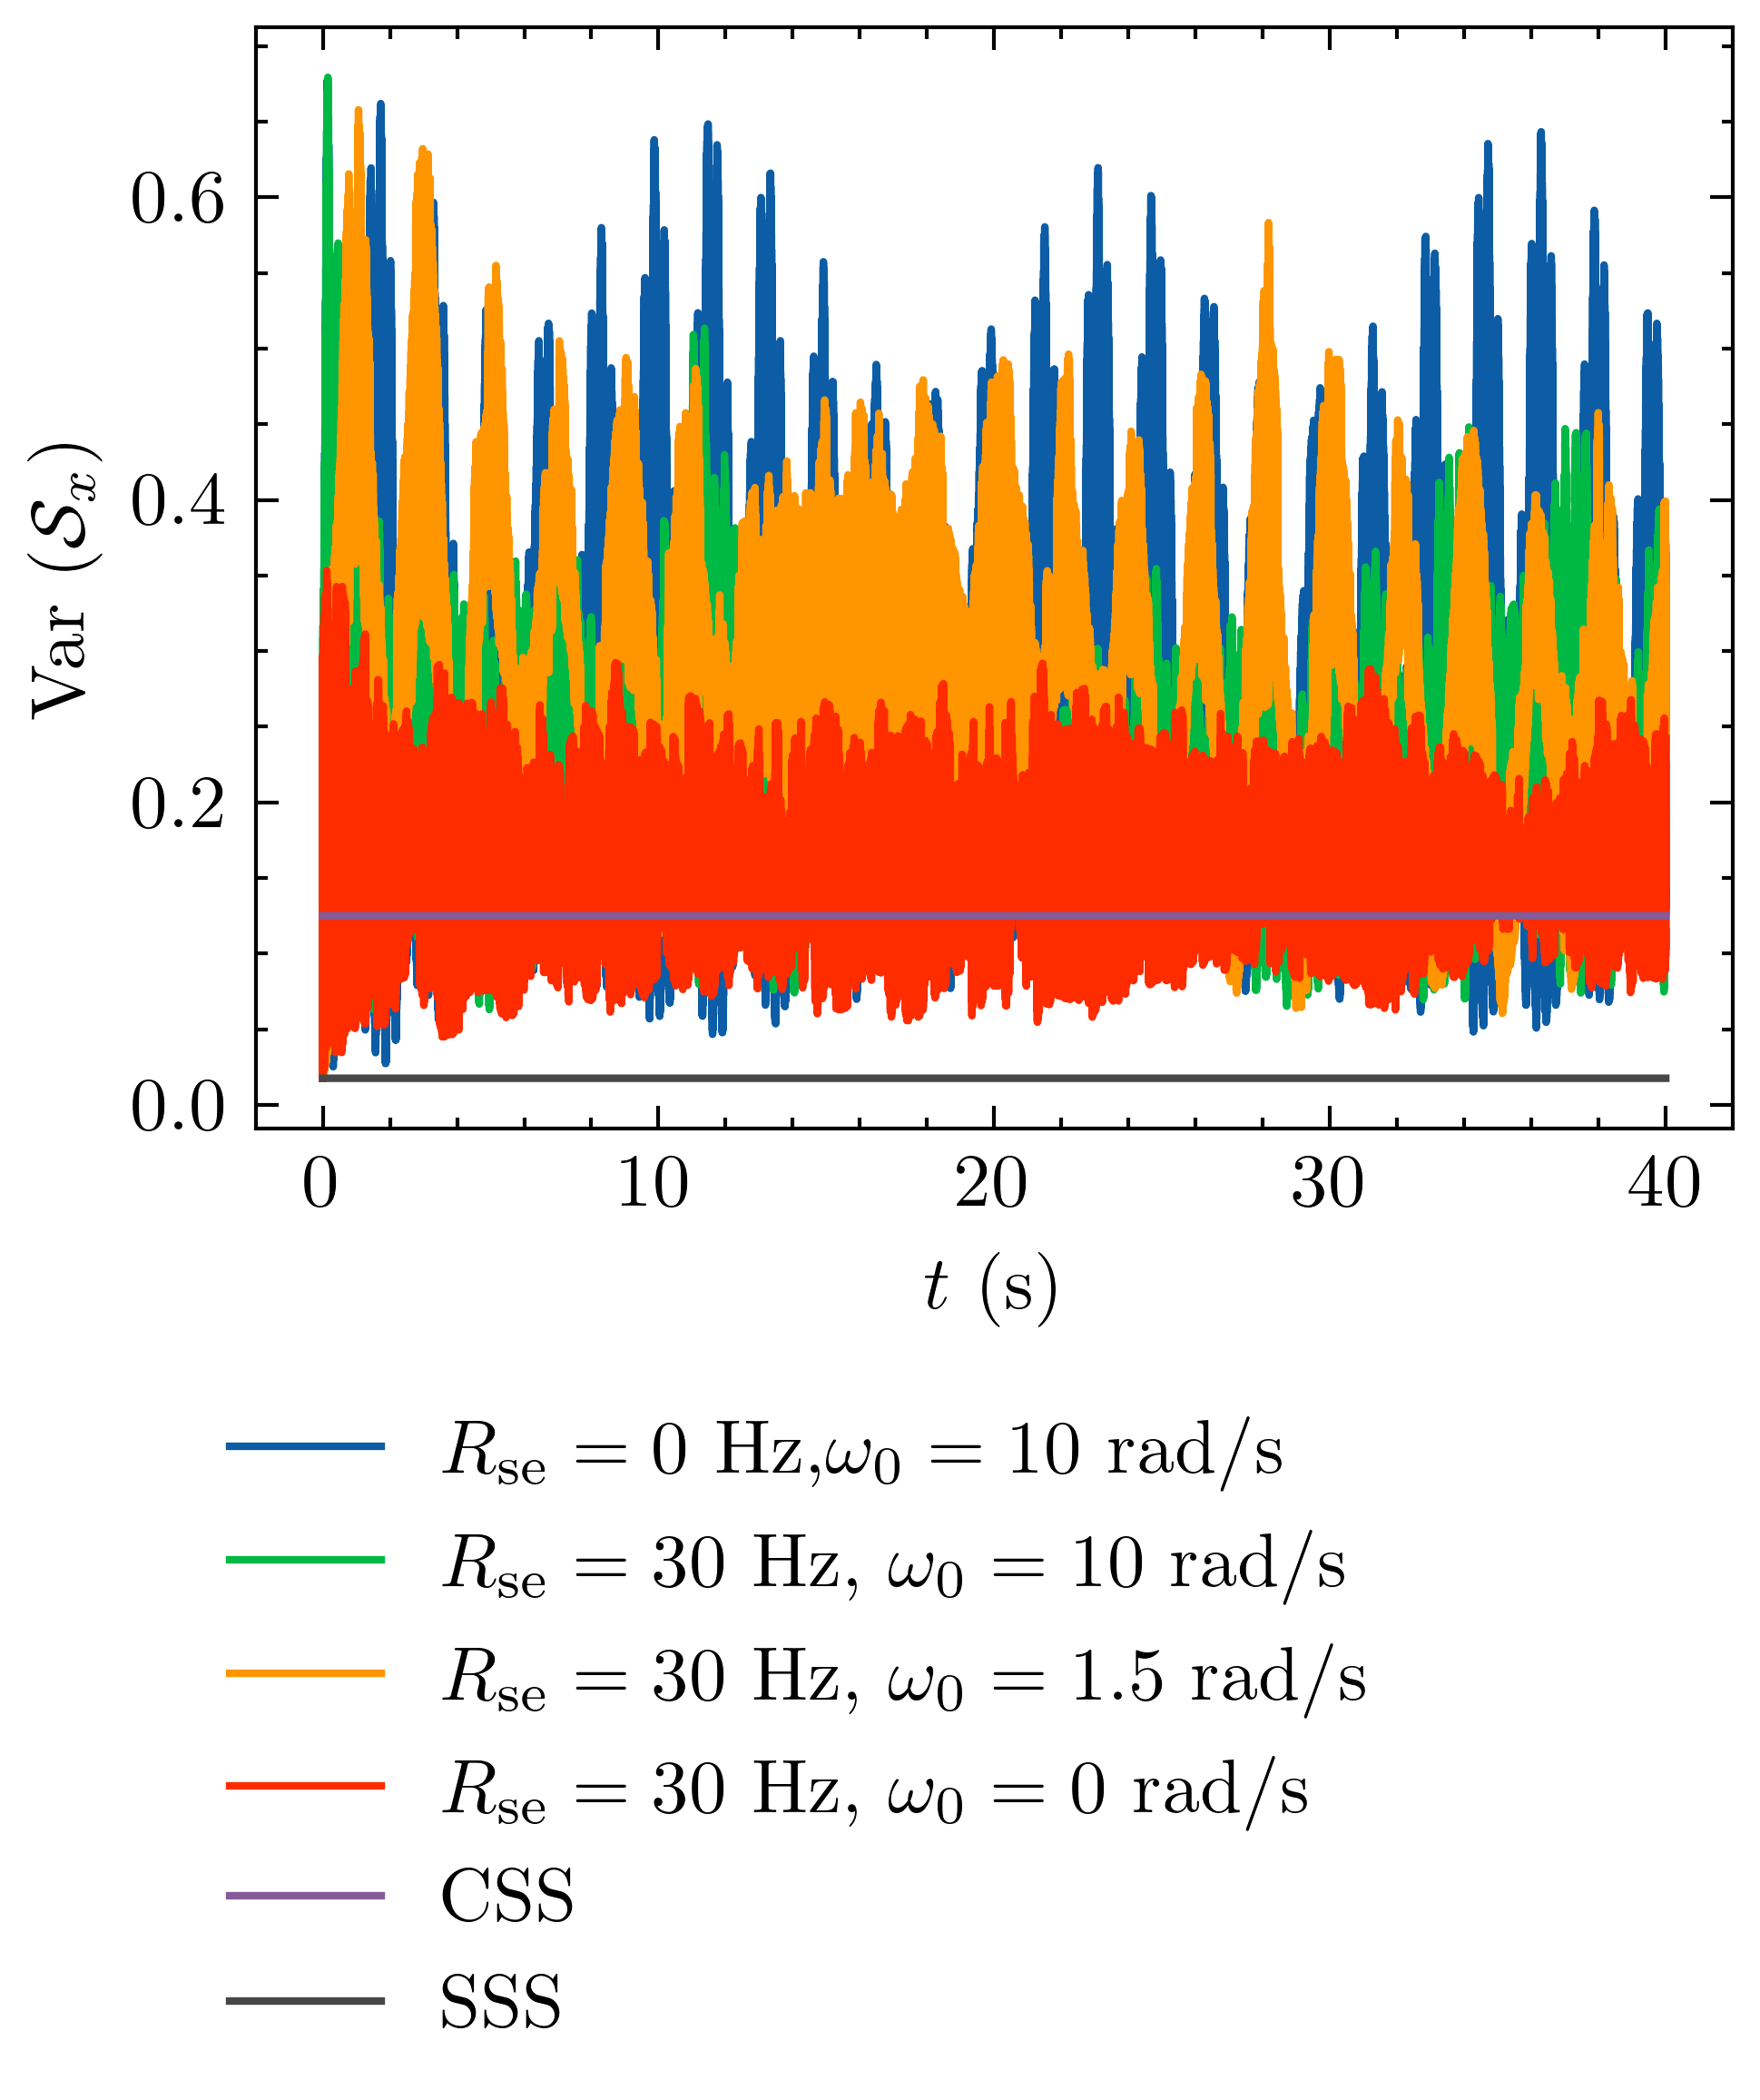 Var (𝒮ₓ)
0.6
0.4
0.2
0.0
0 10 20 30 40
t (s)
R_se = 0 Hz,ω₀ = 10 rad/s
R_se = 30 Hz, ω₀ = 10 rad/s
R_se = 30 Hz, ω₀ = 1.5 rad/s
R_se = 30 Hz, ω₀ = 0 rad/s
CSS
SSS